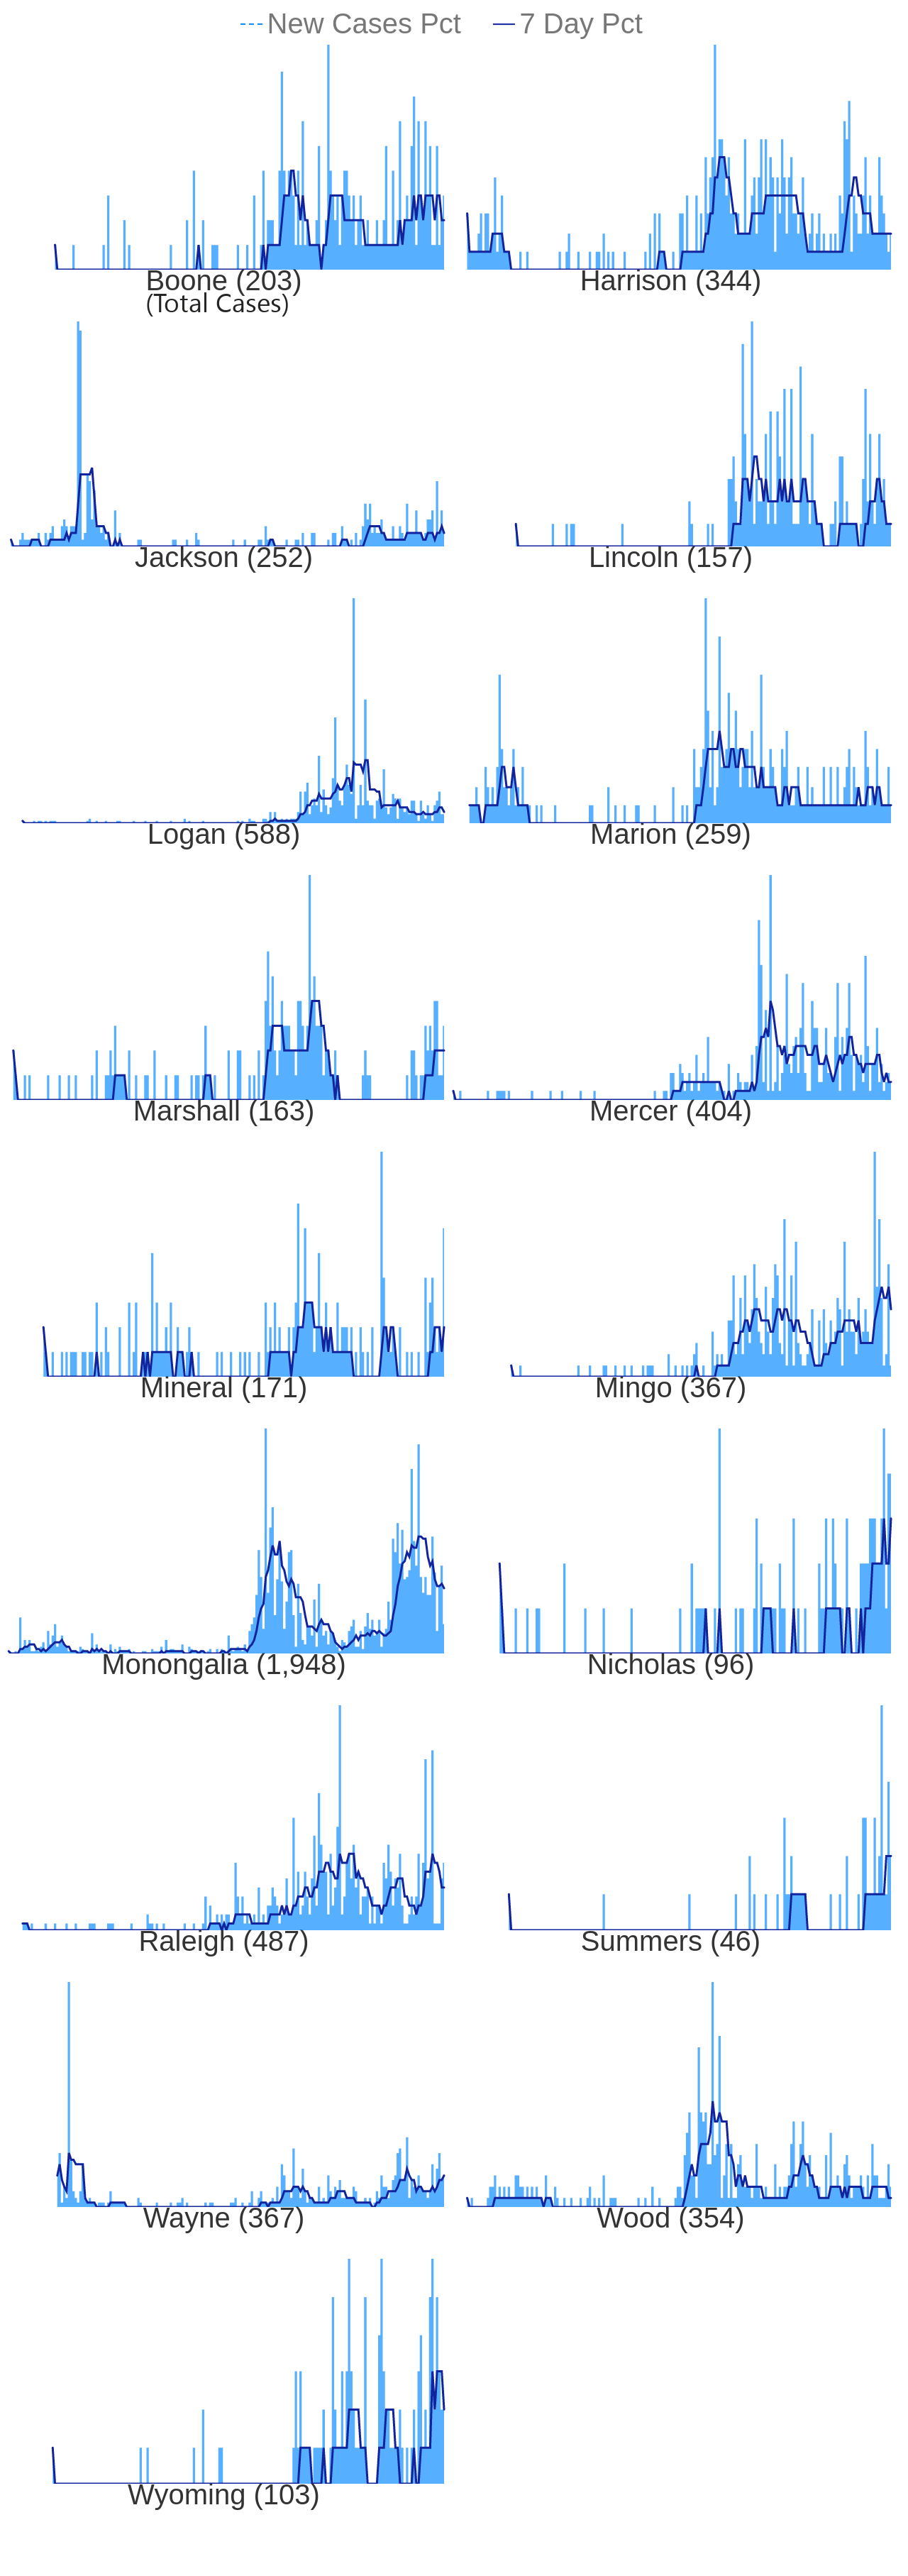 New Cases Pct 7 Day Pct
Boone (203) Harrison (344)
(Total Cases)
Jackson (252) Lincoln (157)
Logan (588) Marion (259)
Marshall (163) Mercer (404)
Mineral (171) Mingo (367)
Monongalia (1,948) Nicholas (96)
Raleigh (487) Summers (46)
Wayne (367) Wood (354)
Wyoming (103)